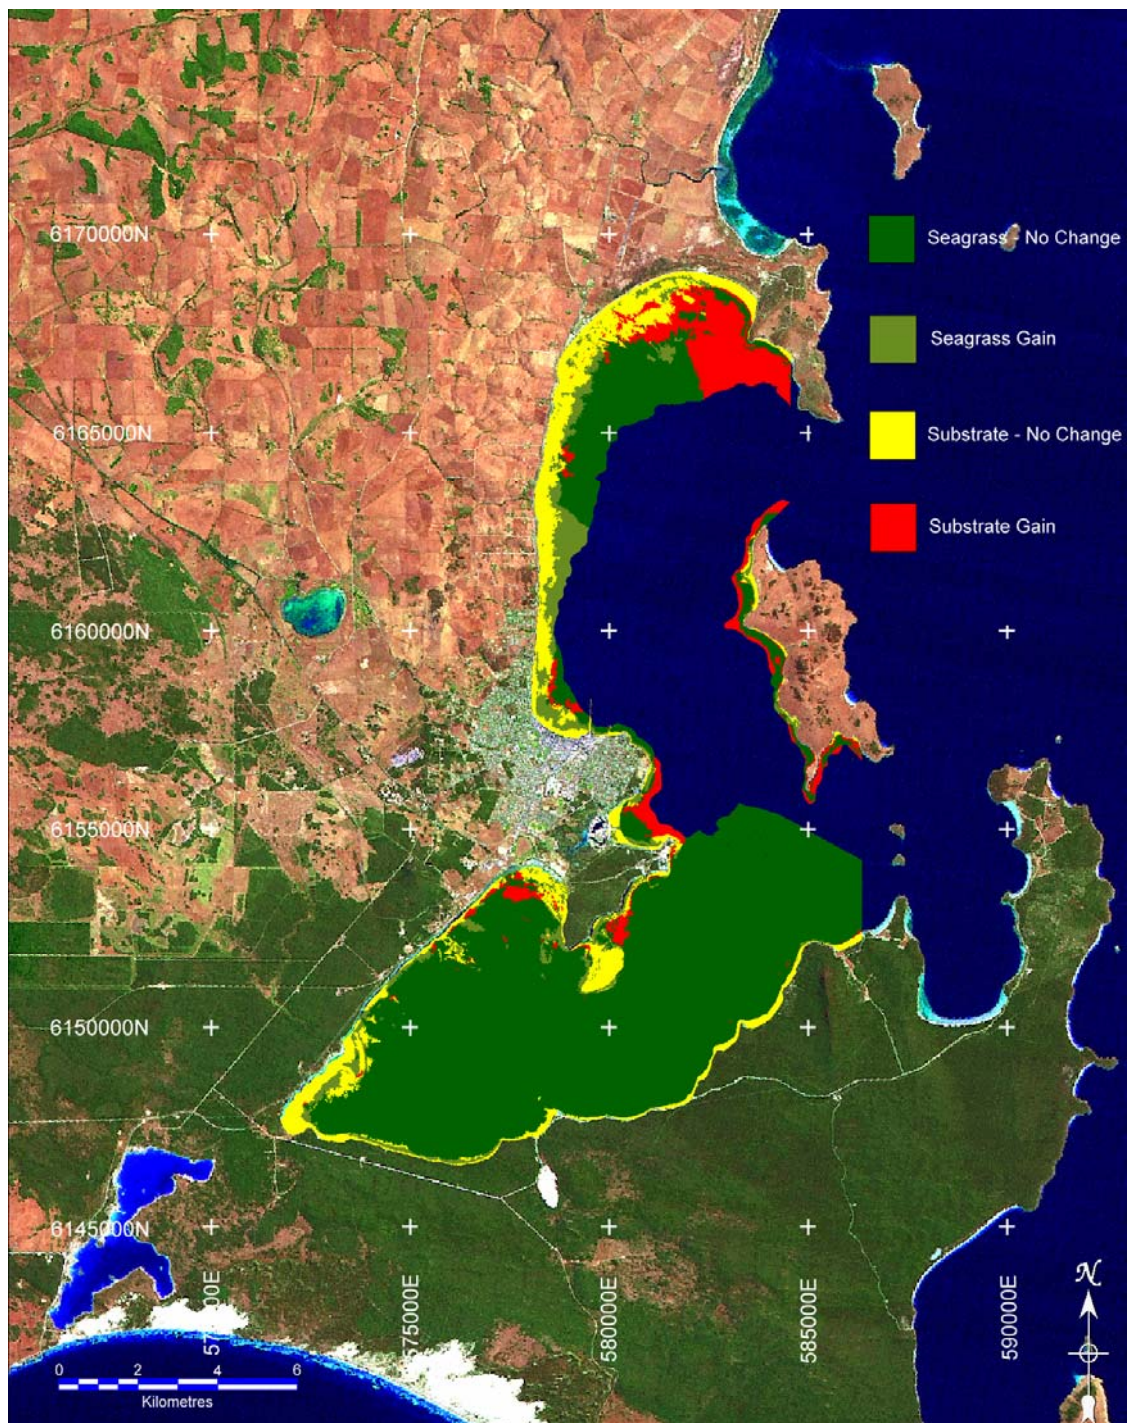 6170000N
Seagrass - No Change
Seagrass Gain
Substrate - No Change
6165000N
Substrate Gain
6160000N
6155000N
6150000N
6145000N
575000E
580000E
585000E
590000E
N
0 2 4 6
Kilometres